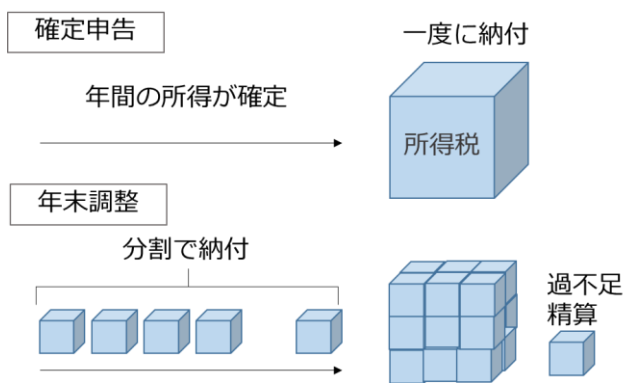 確定申告
一度に納付
年間の所得が確定
所得税
年末調整
分割で納付
過不足
精算